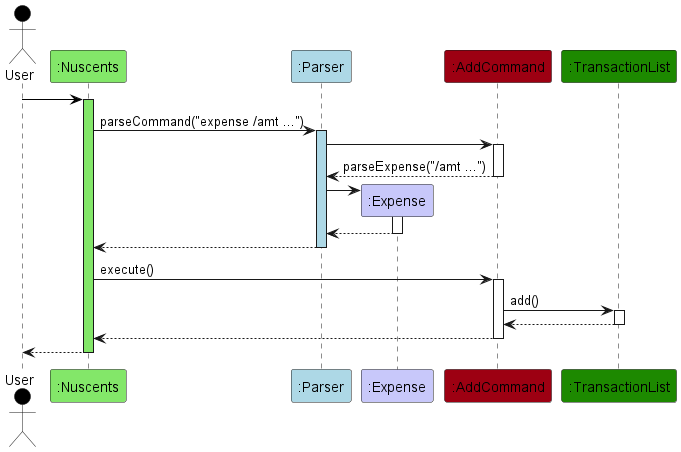 User
:Nuscents
:Parser
:AddCommand
:TransactionList
parseCommand("expense /amt ...")
parseExpense("/amt ...")
:Expense
execute()
add()
User
:Nuscents
:Parser
:Expense
:AddCommand
:TransactionList